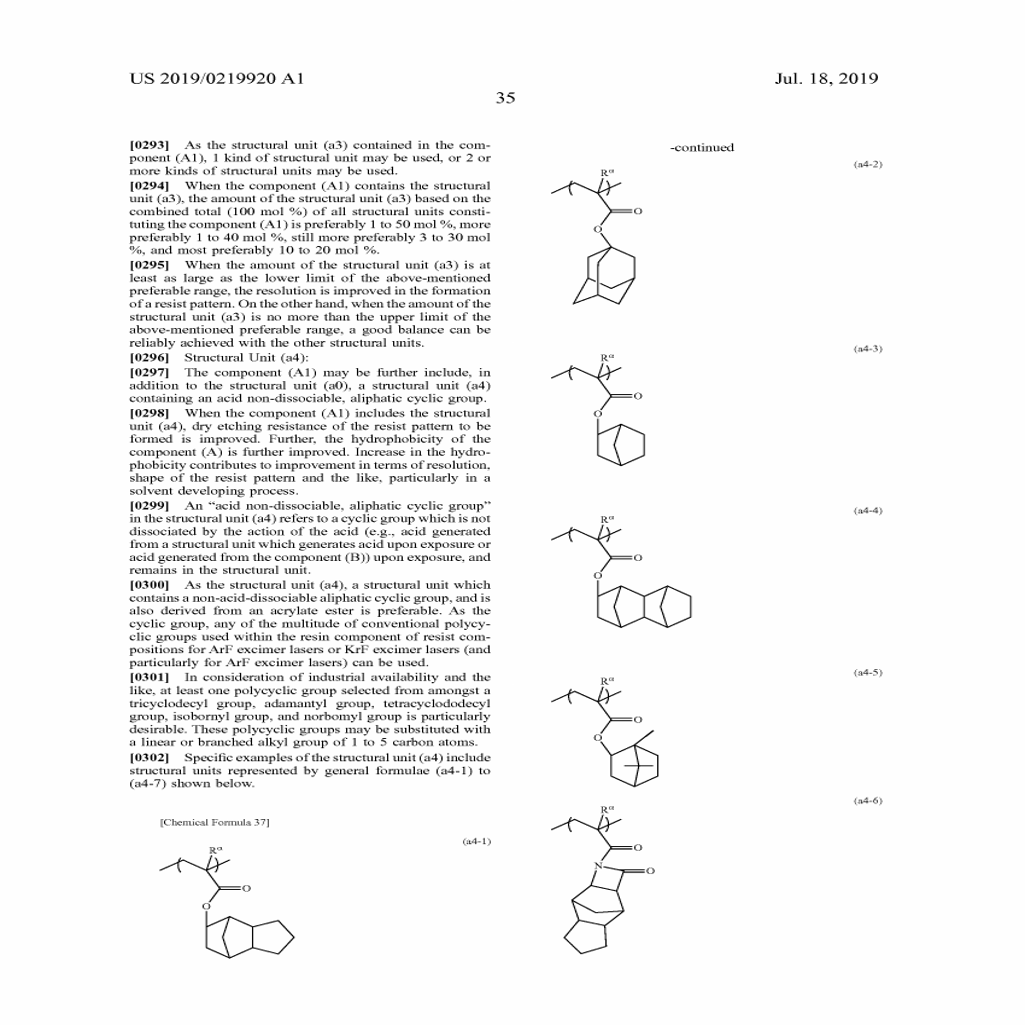 US 2019/0219920 A1
Jul. 18, 2019
35
[0293] As the structural unit (a3) contained in the com-
ponent (A1), 1 kind of structural unit may be used, or 2 or
more kinds of structural units may be used.
[0294] When the component (A1) contains the structural
unit (a3), the amount of the structural unit (a3) based on the
combined total (100 mol %) of all structural units consti-
tuting the component (A1) is preferably 1 to 50 mol %, more
preferably 1 to 40 mol %, still more preferably 3 to 30 mol
%, and most preferably 10 to 20 mol %.
[0295] When the amount of the structural unit (a3) is at
least as large as the lower limit of the above-mentioned
preferable range, the resolution is improved in the formation
of a resist pattern. On the other hand, when the amount of the
structural unit (a3) is no more than the upper limit of the
above-mentioned preferable range, a good balance can be
reliably achieved with the other structural units.
[0296] Structural Unit (a4):
[0297] The component (A1) may be further include, in
addition to the structural unit (a0), a structural unit (a4)
containing an acid non-dissociable, aliphatic cyclic group.
[0298] When the component (A1) includes the structural
unit (a4), dry etching resistance of the resist pattern to be
formed is improved. Further, the hydrophobicity of the
component (A) is further improved. Increase in the hydro-
phobicity contributes to improvement in terms of resolution,
shape of the resist pattern and the like, particularly in a
solvent developing process.
[0299] An “acid non-dissociable, aliphatic cyclic group”
in the structural unit (a4) refers to a cyclic group which is not
dissociated by the action of the acid (e.g., acid generated
from a structural unit which generates acid upon exposure or
acid generated from the component (B)) upon exposure, and
remains in the structural unit.
[0300] As the structural unit (a4), a structural unit which
contains a non-acid-dissociable aliphatic cyclic group, and is
also derived from an acrylate ester is preferable. As the
cyclic group, any of the multitude of conventional polycy-
clic groups used within the resin component of resist com-
positions for ArF excimer lasers or KrF excimer lasers (and
particularly for ArF excimer lasers) can be used.
[0301] In consideration of industrial availability and the
like, at least one polycyclic group selected from amongst a
tricyclodecyl group, adamantyl group, tetracyclododecyl
group, isobornyl group, and norbornyl group is particularly
desirable. These polycyclic groups may be substituted with
a linear or branched alkyl group of 1 to 5 carbon atoms.
[0302] Specific examples of the structural unit (a4) include
structural units represented by general formulae (a4-1) to
(a4-7) shown below.
[Chemical Formula 37]
(a4-1)
Rα
O
O
-continued
(a4-2)
Rα
O
O
(a4-3)
Rα
O
O
(a4-4)
Rα
O
O
(a4-5)
Rα
O
O
(a4-6)
Rα
O
N
O